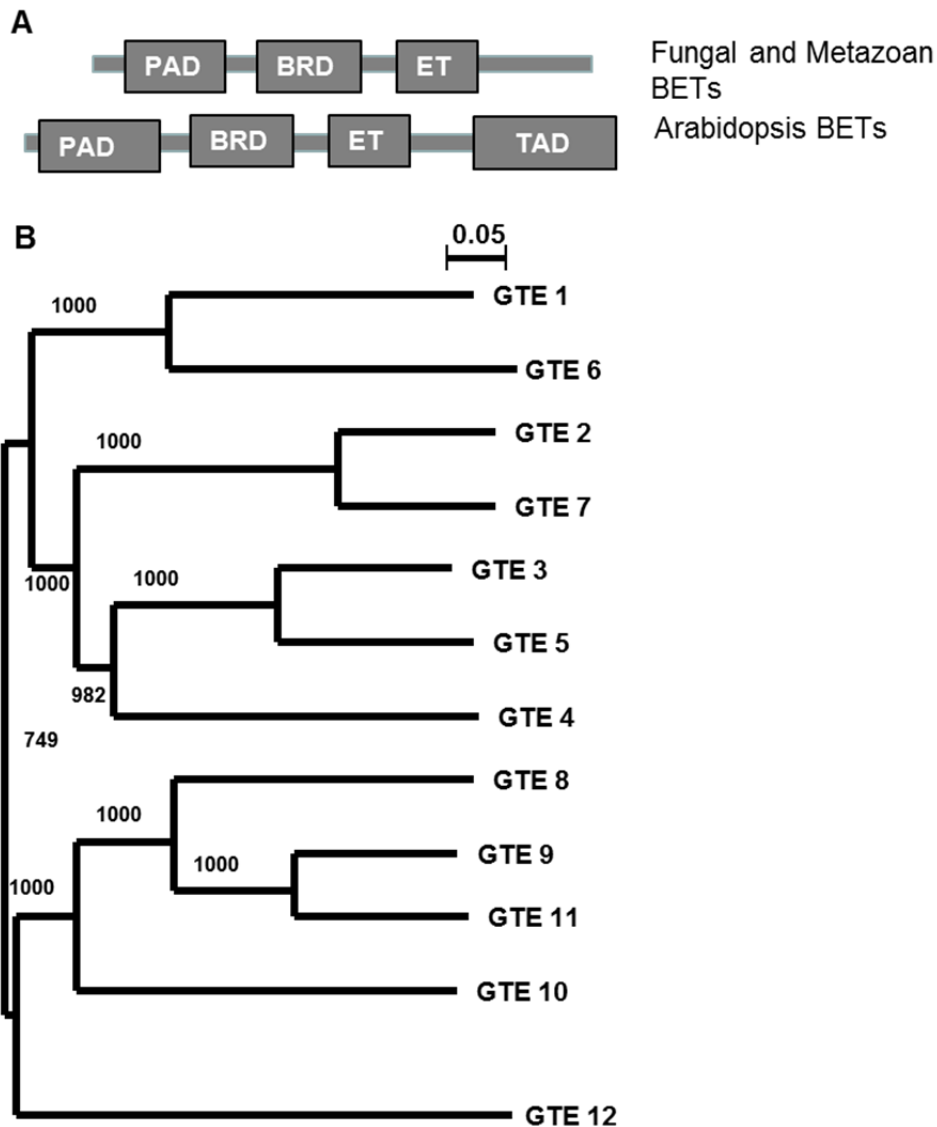 A
PAD BRD ET
Fungal and Metazoan
BETs
PAD BRD ET TAD
Arabidopsis BETs
B
0.05
1000
GTE 1
GTE 6
1000
GTE 2
GTE 7
1000
1000
GTE 3
GTE 5
982
GTE 4
749
GTE 8
1000
1000
GTE 9
1000
GTE 11
GTE 10
GTE 12